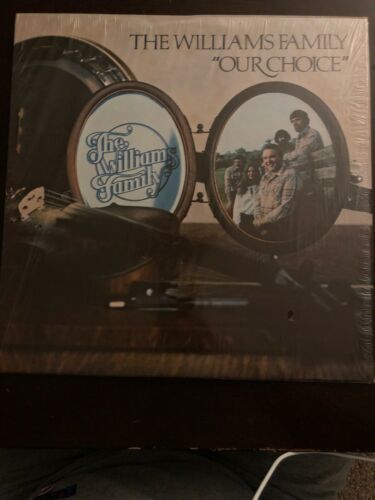 THE WILLIAMS FAMILY
"OUR CHOICE"
The
Williams
Family